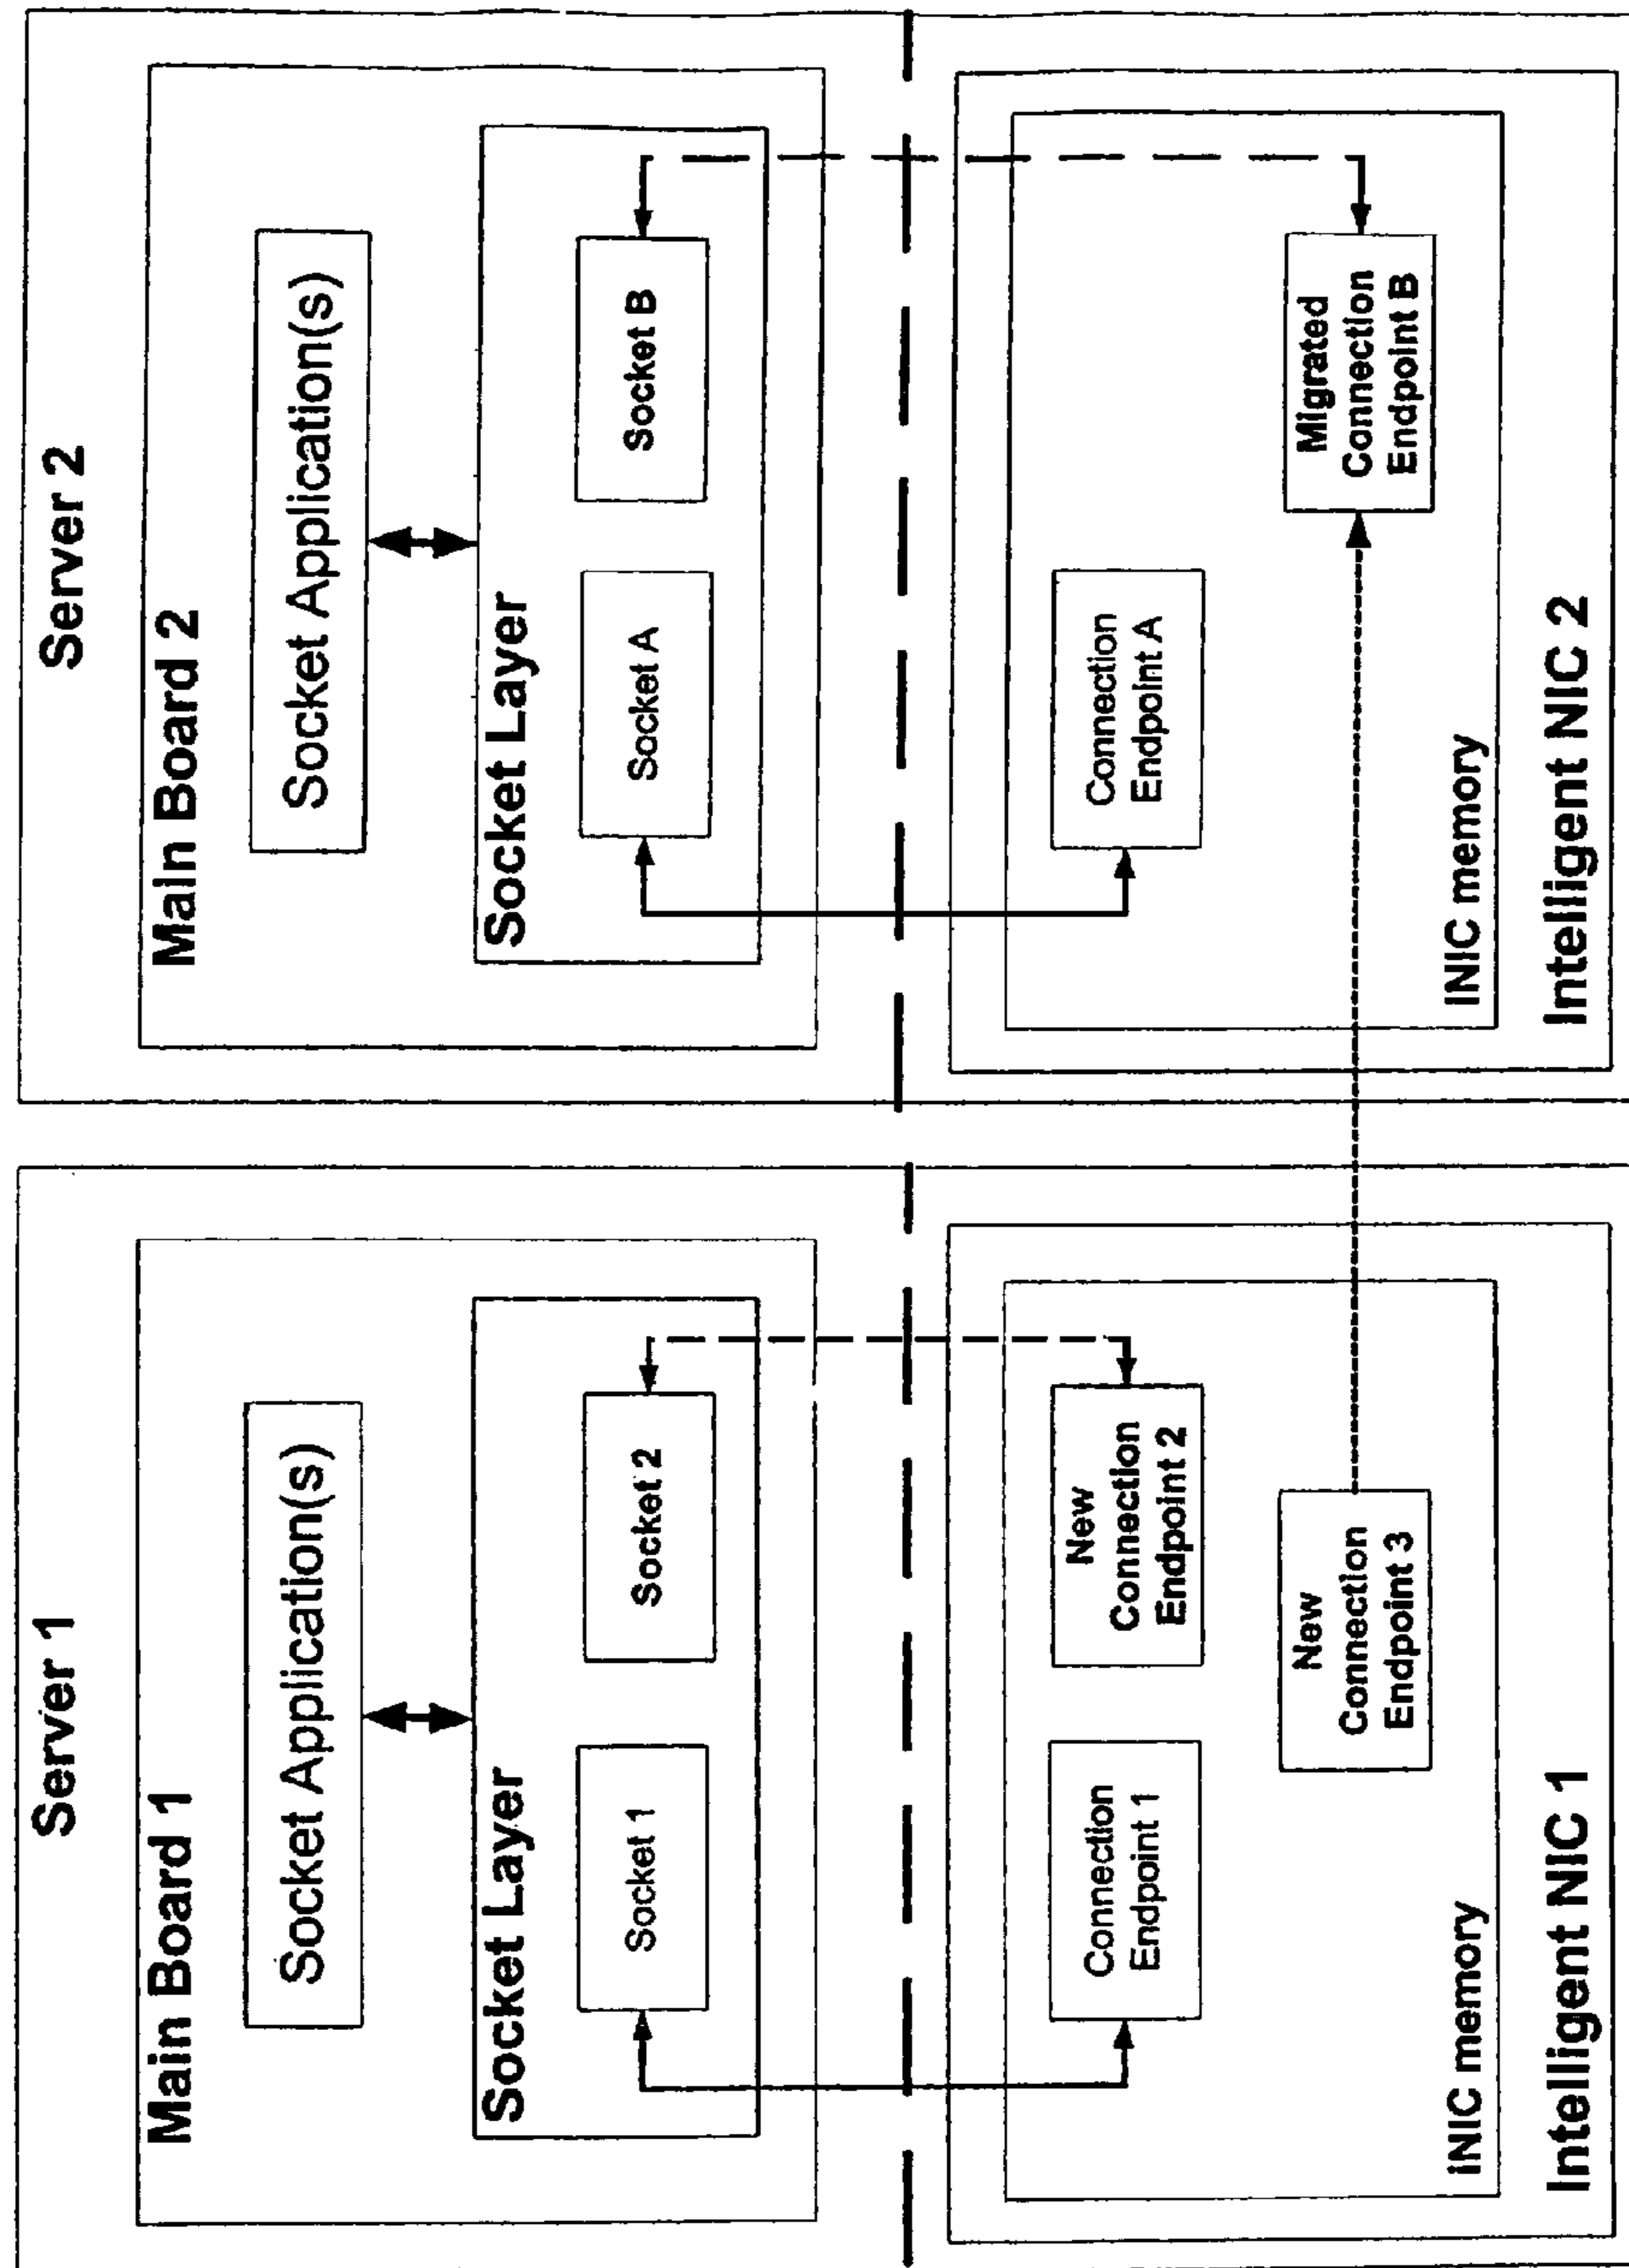 Server 1
Main Board 1
Socket Application(s)
Socket Layer
Socket 1
Socket 2
Connection
Endpoint 1
New
Connection
Endpoint 2
New
Connection
Endpoint 3
iNIC memory
Intelligent NIC 1
Server 2
Main Board 2
Socket Application(s)
Socket Layer
Socket A
Socket B
Connection
Endpoint A
Migrated
Connection
Endpoint B
iNIC memory
Intelligent NIC 2